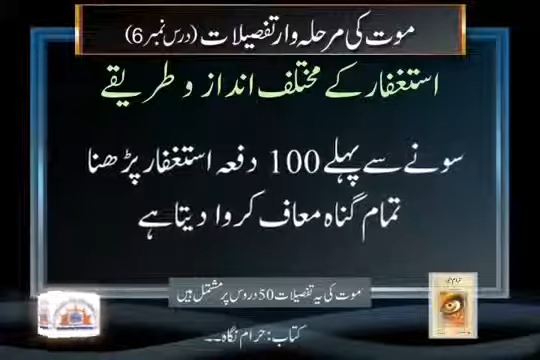 موت کی مرحلہ وار تفصیلات (درس نمبر 6)
استغفار کے مختلف انداز و طریقے
سونے سے پہلے 100 دفعہ استغفار پڑھنا
تمام گناہ معاف کروا دیتا ہے
موت کی یہ تفصیلات 50 دروس پر مشتمل ہیں
کتاب: حرام نگاہ۔۔